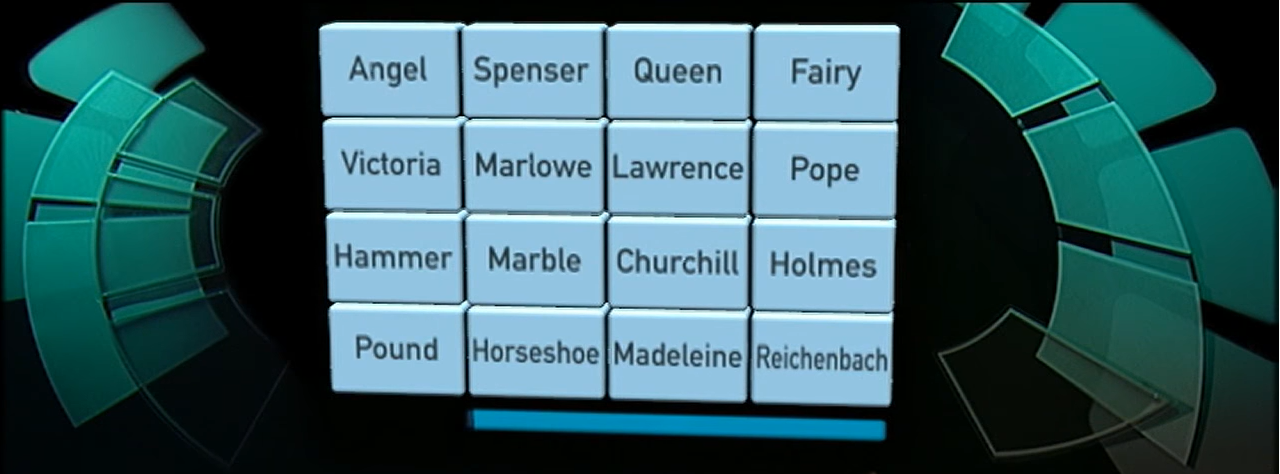 Angel Spenser Queen Fairy
Victoria Marlowe Lawrence Pope
Hammer Marble Churchill Holmes
Pound Horseshoe Madeleine Reichenbach